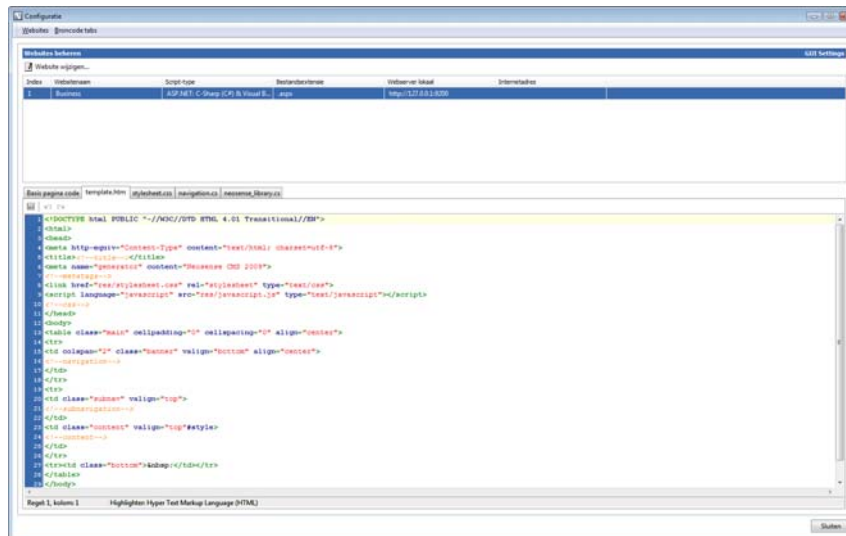 Configuratie
Websites Broncode tabs
Websites beheren GUI Settings
Website wijzigen...
Index Websitenaam Script-type Bestandsextensie Webserver lokaal Internetadres
1 Business ASP.NET: C-Sharp (C#) & Visual B... .aspx http://127.0.0.1:8200
Basic pagina code template.htm stylesheet.css navigation.cs neosense_library.cs
1 <!DOCTYPE html PUBLIC "-//W3C//DTD HTML 4.01 Transitional//EN">
2 <html>
3 <head>
4 <meta http-equiv="Content-Type" content="text/html; charset=utf-8">
5 <title><!--title--></title>
6 <meta name="generator" content="Neosense CMS 2009">
7 <!--metatags-->
8 <link href="res/stylesheet.css" rel="stylesheet" type="text/css">
9 <script language="javascript" src="res/javascript.js" type="text/javascript"></script>
10 <!--css-->
11 </head>
12 <body>
13 <table class="main" cellpadding="0" cellspacing="0" align="center">
14 <tr>
15 <td colspan="2" class="banner" valign="bottom" align="center">
16 <!--navigation-->
17 </td>
18 </tr>
19 <tr>
20 <td class="subnav" valign="top">
21 <!--subnavigation-->
22 </td>
23 <td class="content" valign="top"#style>
24 <!--content-->
25 </td>
26 </tr>
27 <tr><td class="bottom">&nbsp;</td></tr>
28 </table>
29 </body>
Regel: 1, kolom: 1 Highlighten Hyper Text Markup Language (HTML)
Sluiten